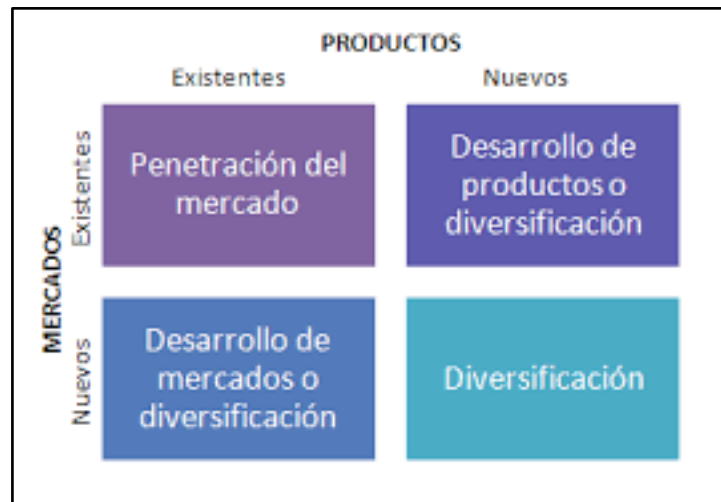 PRODUCTOS
Existentes
Nuevos
MERCADOS
Existentes
Penetración del
mercado
Desarrollo de
productos o
diversificación
Nuevos
Desarrollo de
mercados o
diversificación
Diversificación